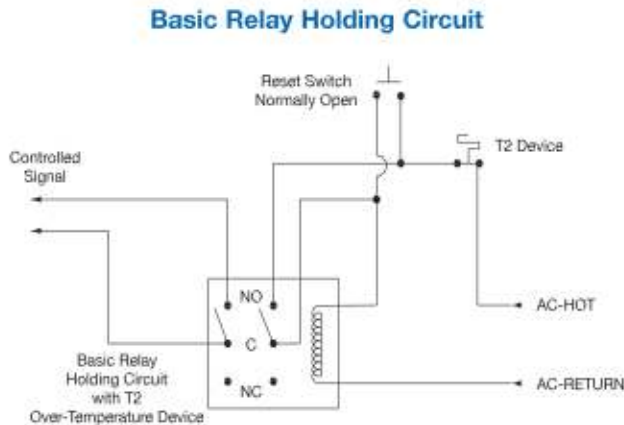 Basic Relay Holding Circuit
Reset Switch
Normally Open
T2 Device
Controlled
Signal
NO
AC-HOT
C
Basic Relay
Holding Circuit
with T2
Over-Temperature Device
NC
AC-RETURN